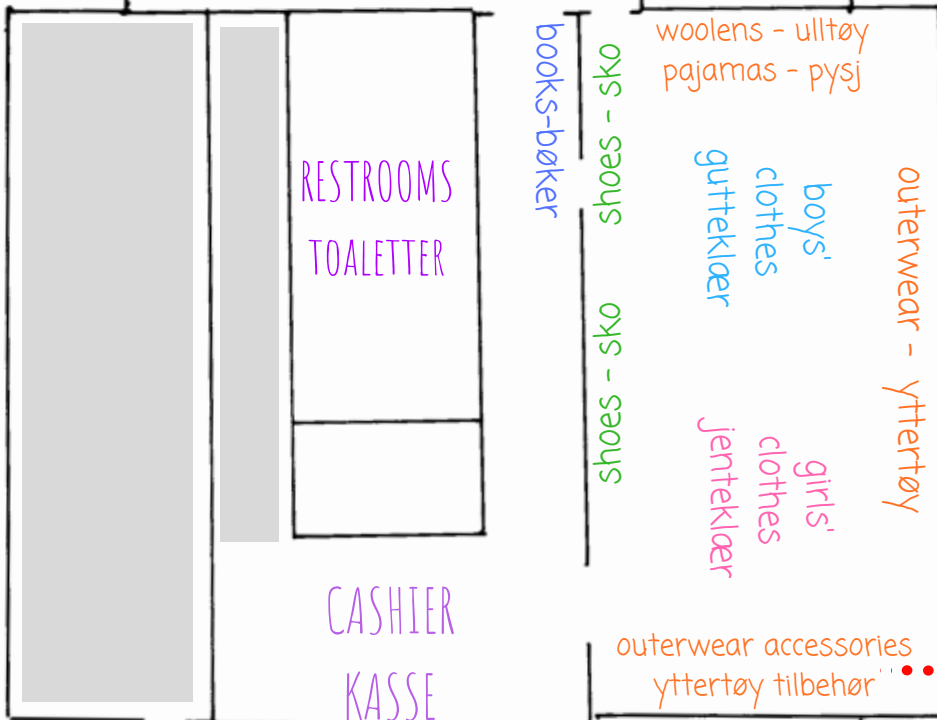 RESTROOMS
TOALETTER
CASHIER
KASSE
books-bøker
shoes - sko
shoes - sko
woolens - ulltøy
pajamas - pysj
boys'
clothes
gutteklær
girls'
clothes
jenteklær
outerwear - yttertøy
outerwear accessories
yttertøy tilbehør